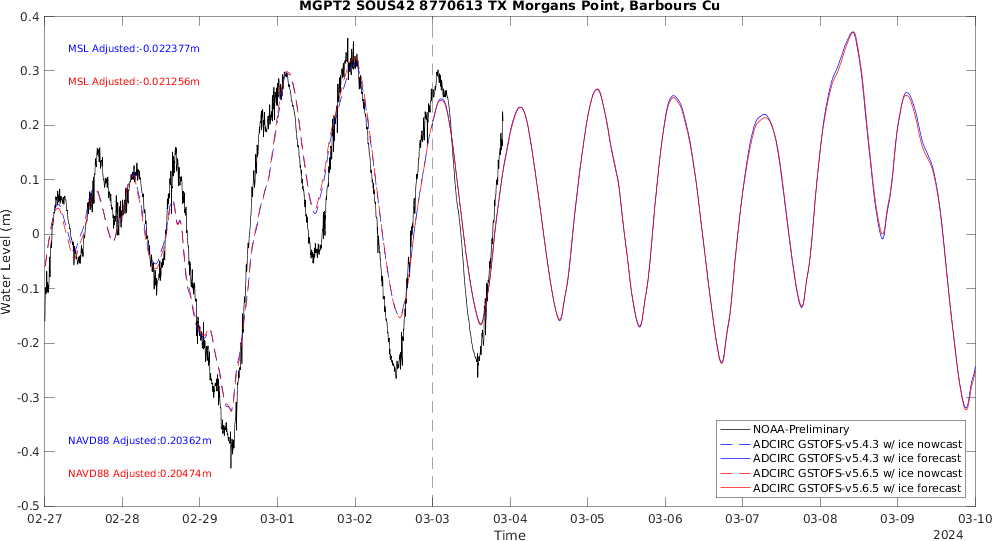 MGPT2 SOUS42 8770613 TX Morgans Point, Barbours Cu
MSL Adjusted:-0.022377m
MSL Adjusted:-0.021256m
NAVD88 Adjusted:0.20362m
NAVD88 Adjusted:0.20474m
Water Level (m)
0.4
0.3
0.2
0.1
0
-0.1
-0.2
-0.3
-0.4
-0.5
NOAA-Preliminary
ADCIRC GSTOFS-v5.4.3 w/ ice nowcast
ADCIRC GSTOFS-v5.4.3 w/ ice forecast
ADCIRC GSTOFS-v5.6.5 w/ ice nowcast
ADCIRC GSTOFS-v5.6.5 w/ ice forecast
02-27 02-28 02-29 03-01 03-02 03-03 03-04 03-05 03-06 03-07 03-08 03-09 03-10
Time
2024